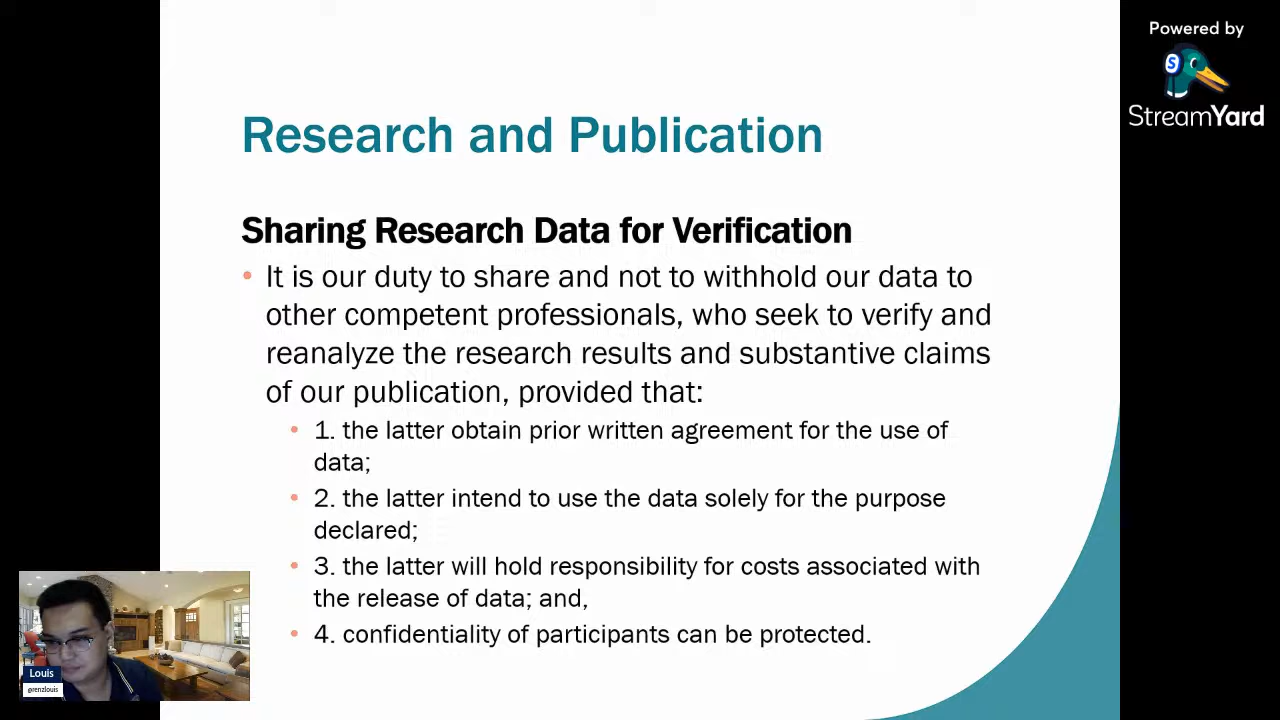 Powered by
StreamYard
Research and Publication
Sharing Research Data for Verification
• It is our duty to share and not to withhold our data to
other competent professionals, who seek to verify and
reanalyze the research results and substantive claims
of our publication, provided that:
• 1. the latter obtain prior written agreement for the use of
data;
• 2. the latter intend to use the data solely for the purpose
declared;
• 3. the latter will hold responsibility for costs associated with
the release of data; and,
• 4. confidentiality of participants can be protected.
Louis
@renzlouis